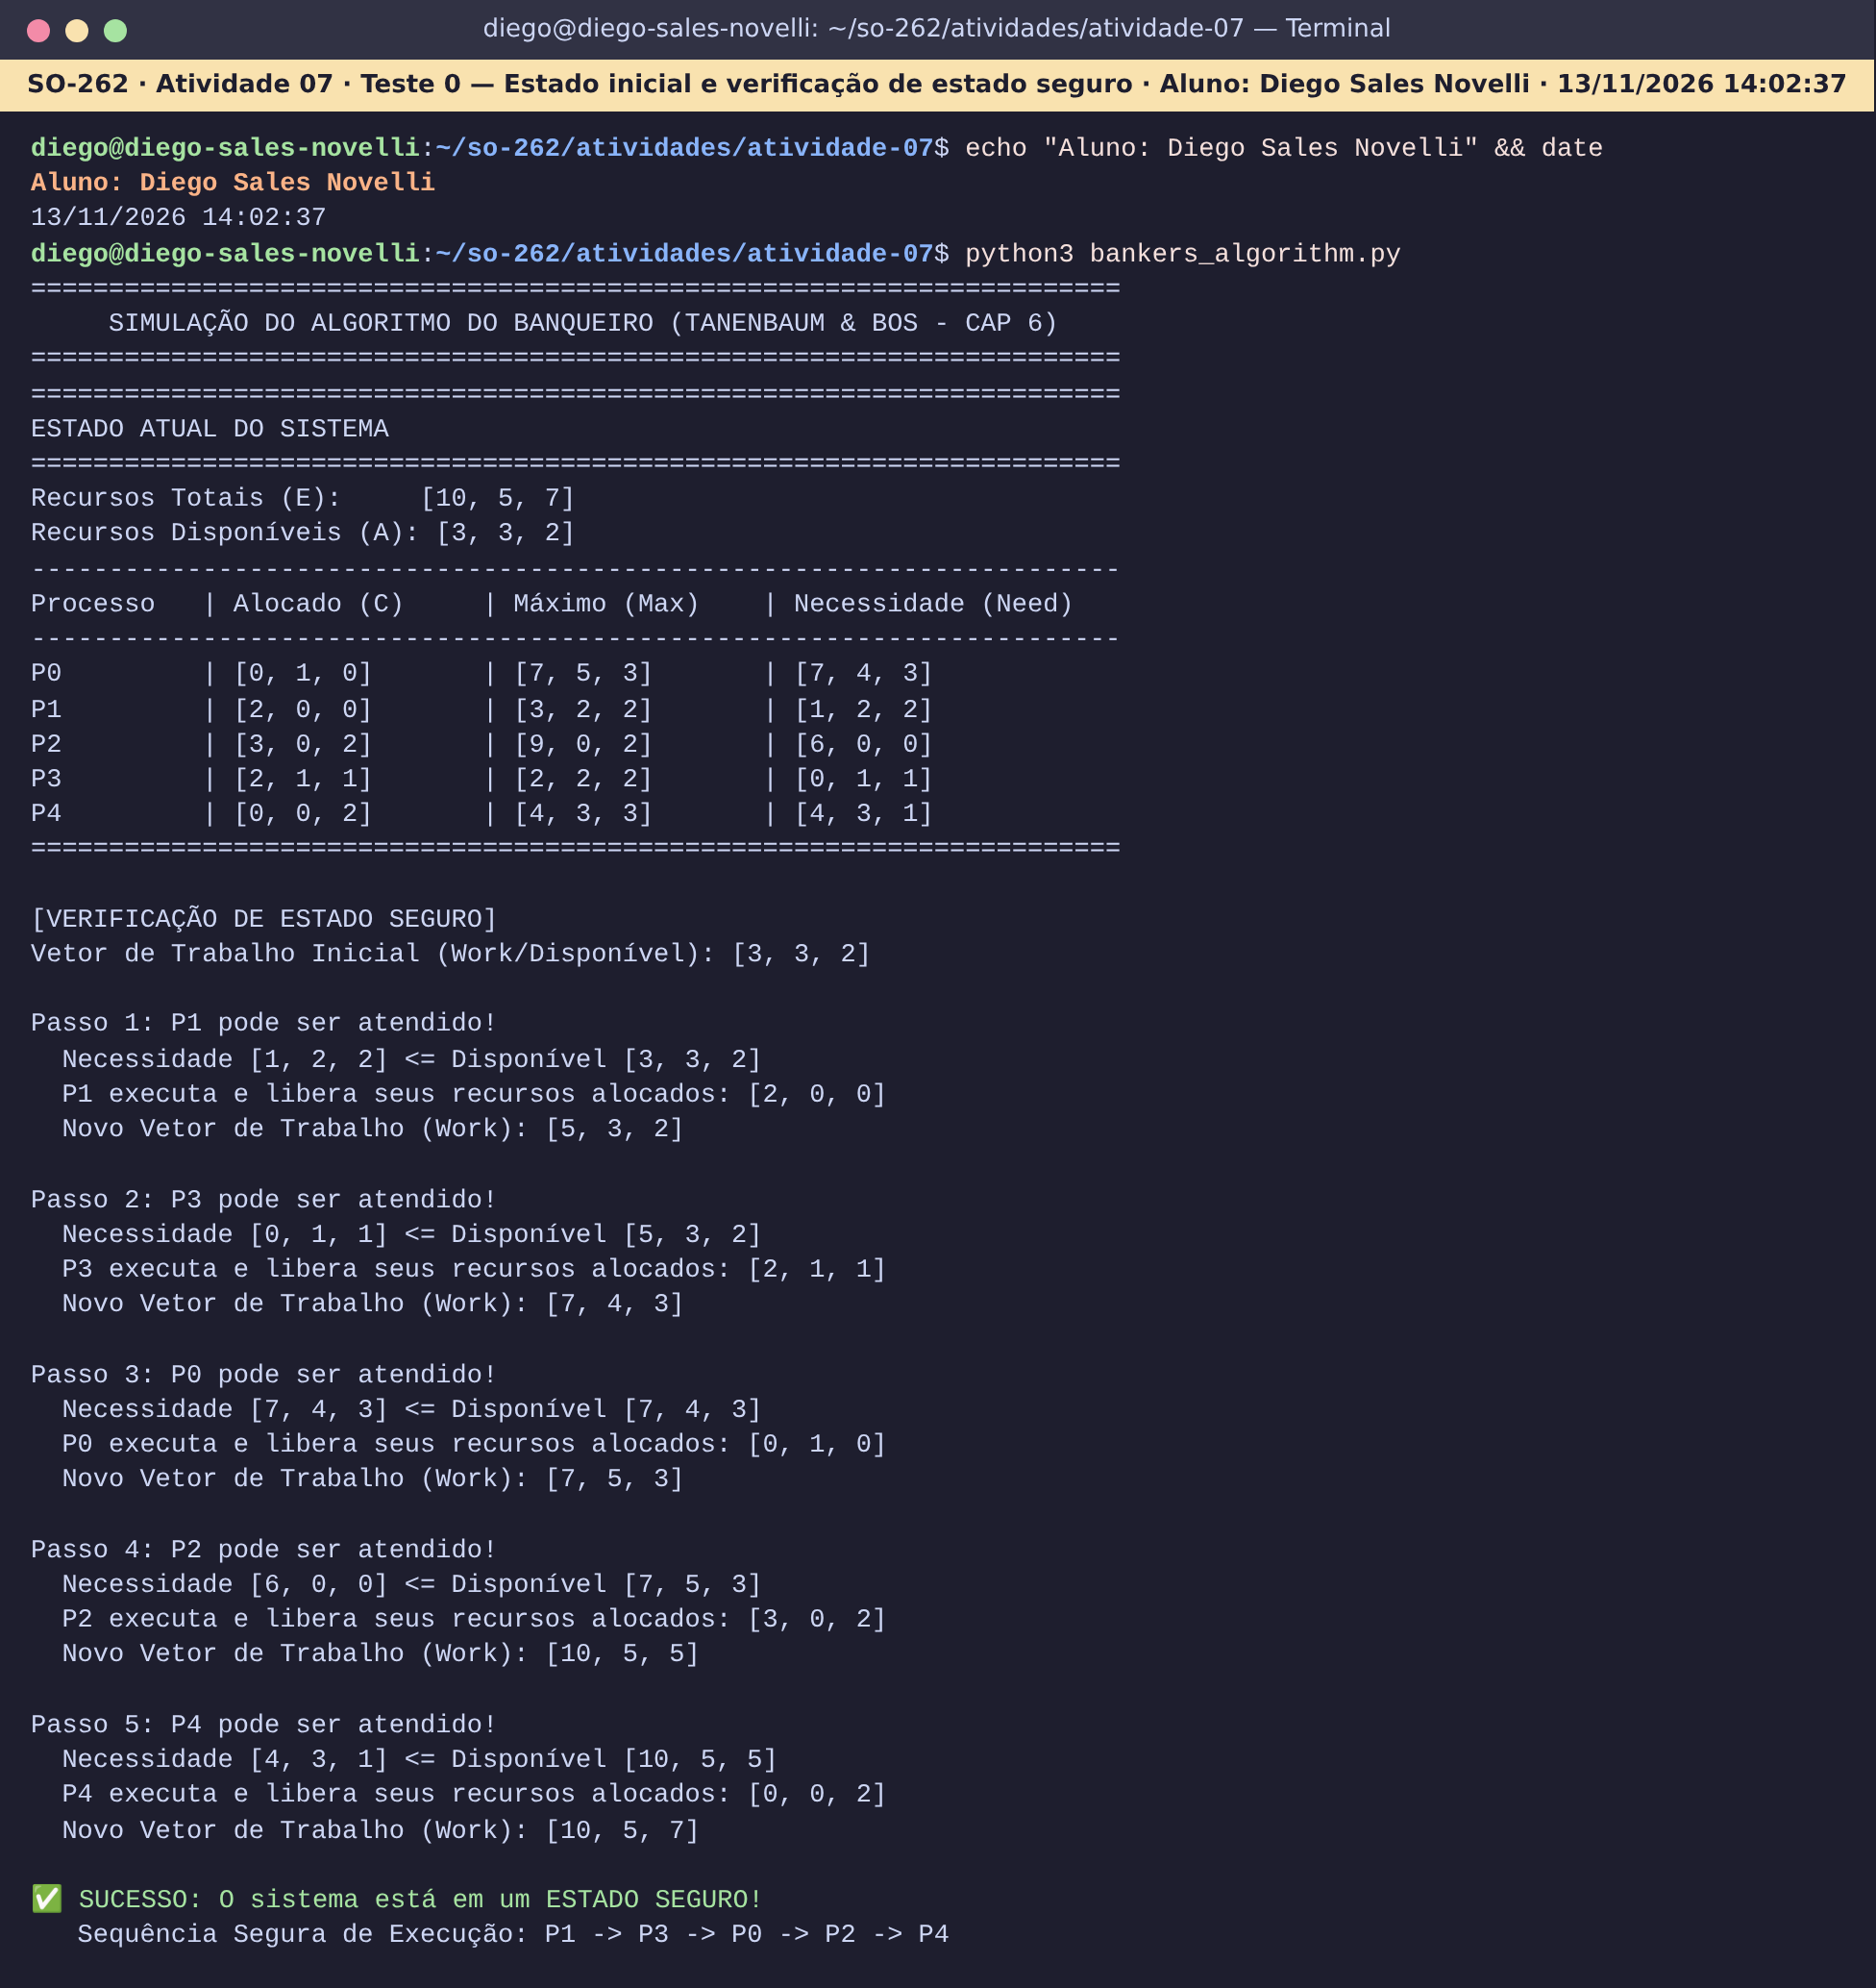 diego@diego-sales-novelli: ~/so-262/atividades/atividade-07 — Terminal
SO-262 · Atividade 07 · Teste 0 — Estado inicial e verificação de estado seguro · Aluno: Diego Sales Novelli · 13/11/2026 14:02:37
diego@diego-sales-novelli:~/so-262/atividades/atividade-07$ echo "Aluno: Diego Sales Novelli" && date
Aluno: Diego Sales Novelli
13/11/2026 14:02:37
diego@diego-sales-novelli:~/so-262/atividades/atividade-07$ python3 bankers_algorithm.py
======================================================================
     SIMULAÇÃO DO ALGORITMO DO BANQUEIRO (TANENBAUM & BOS - CAP 6)
======================================================================
======================================================================
ESTADO ATUAL DO SISTEMA
======================================================================
Recursos Totais (E):     [10, 5, 7]
Recursos Disponíveis (A): [3, 3, 2]
----------------------------------------------------------------------
Processo   | Alocado (C)     | Máximo (Max)    | Necessidade (Need)
----------------------------------------------------------------------
P0         | [0, 1, 0]       | [7, 5, 3]       | [7, 4, 3]
P1         | [2, 0, 0]       | [3, 2, 2]       | [1, 2, 2]
P2         | [3, 0, 2]       | [9, 0, 2]       | [6, 0, 0]
P3         | [2, 1, 1]       | [2, 2, 2]       | [0, 1, 1]
P4         | [0, 0, 2]       | [4, 3, 3]       | [4, 3, 1]
======================================================================

[VERIFICAÇÃO DE ESTADO SEGURO]
Vetor de Trabalho Inicial (Work/Disponível): [3, 3, 2]

Passo 1: P1 pode ser atendido!
  Necessidade [1, 2, 2] <= Disponível [3, 3, 2]
  P1 executa e libera seus recursos alocados: [2, 0, 0]
  Novo Vetor de Trabalho (Work): [5, 3, 2]

Passo 2: P3 pode ser atendido!
  Necessidade [0, 1, 1] <= Disponível [5, 3, 2]
  P3 executa e libera seus recursos alocados: [2, 1, 1]
  Novo Vetor de Trabalho (Work): [7, 4, 3]

Passo 3: P0 pode ser atendido!
  Necessidade [7, 4, 3] <= Disponível [7, 4, 3]
  P0 executa e libera seus recursos alocados: [0, 1, 0]
  Novo Vetor de Trabalho (Work): [7, 5, 3]

Passo 4: P2 pode ser atendido!
  Necessidade [6, 0, 0] <= Disponível [7, 5, 3]
  P2 executa e libera seus recursos alocados: [3, 0, 2]
  Novo Vetor de Trabalho (Work): [10, 5, 5]

Passo 5: P4 pode ser atendido!
  Necessidade [4, 3, 1] <= Disponível [10, 5, 5]
  P4 executa e libera seus recursos alocados: [0, 0, 2]
  Novo Vetor de Trabalho (Work): [10, 5, 7]

✅ SUCESSO: O sistema está em um ESTADO SEGURO!
   Sequência Segura de Execução: P1 -> P3 -> P0 -> P2 -> P4